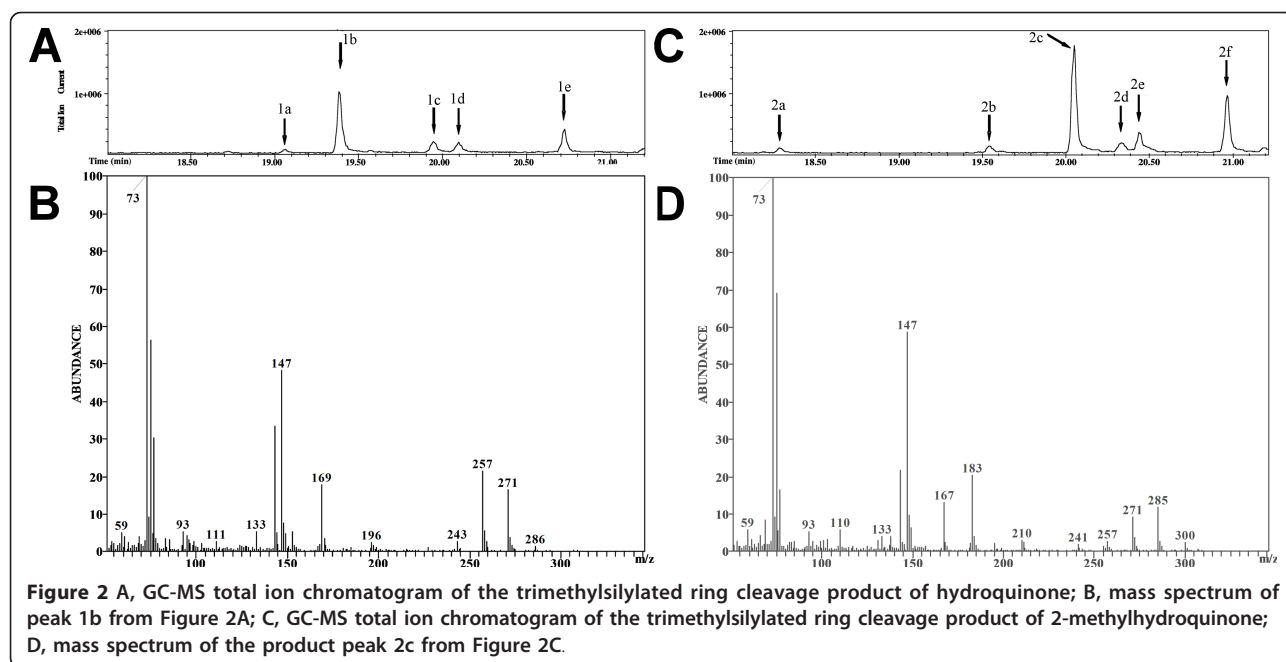 A
2e+006
1e+006
Total Ion Current
1a
1b
1c
1d
1e
Time (min)
18.50
19.00
19.50
20.00
20.50
21.00
C
2e+006
1e+006
Total Ion Current
2a
2b
2c
2d
2e
2f
Time (min)
18.50
19.00
19.50
20.00
20.50
21.00
B
ABUNDANCE
100
90
80
70
60
50
40
30
20
10
0
73
59
93
111
133
147
169
196
243
257
271
286
100
150
200
250
300
m/z
D
ABUNDANCE
100
90
80
70
60
50
40
30
20
10
0
73
59
93
110
133
147
167
183
210
241
257
271
285
300
100
150
200
250
300
m/z
Figure 2 A, GC-MS total ion chromatogram of the trimethylsilylated ring cleavage product of hydroquinone; B, mass spectrum of
peak 1b from Figure 2A; C, GC-MS total ion chromatogram of the trimethylsilylated ring cleavage product of 2-methylhydroquinone;
D, mass spectrum of the product peak 2c from Figure 2C.